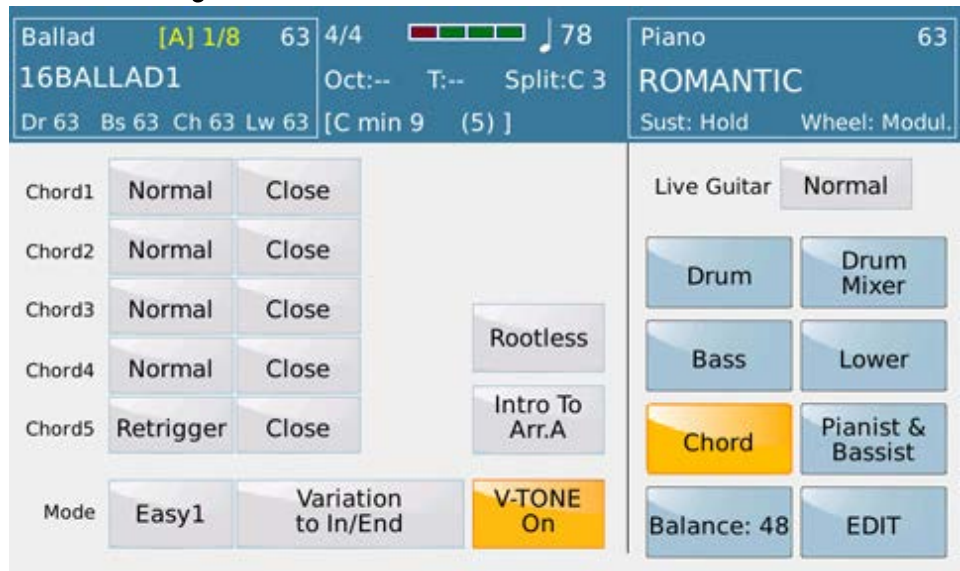 Ballad [A] 1/8 63
16BALLAD1
Dr 63 Bs 63 Ch 63 Lw 63
4/4 78
Oct:-- T:-- Split:C 3
[C min 9 (5) ]
Piano 63
ROMANTIC
Sust: Hold Wheel: Modul.
Chord1 Normal Close
Chord2 Normal Close
Chord3 Normal Close
Chord4 Normal Close
Chord5 Retrigger Close
Rootless
Intro To
Arr.A
Mode Easy1
Variation
to In/End
V-TONE
On
Live Guitar Normal
Drum
Drum
Mixer
Bass
Lower
Chord
Pianist &
Bassist
Balance: 48
EDIT